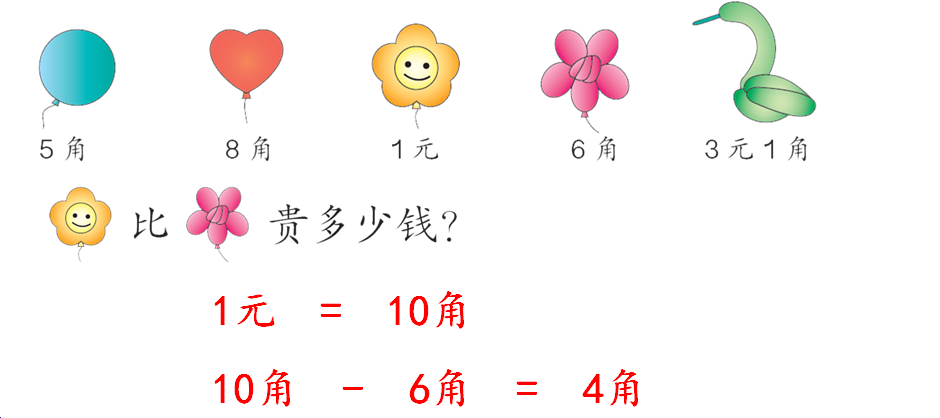 5角 8角 1元 6角 3元1角
比 贵多少钱?
1元 = 10角
10角 - 6角 = 4角